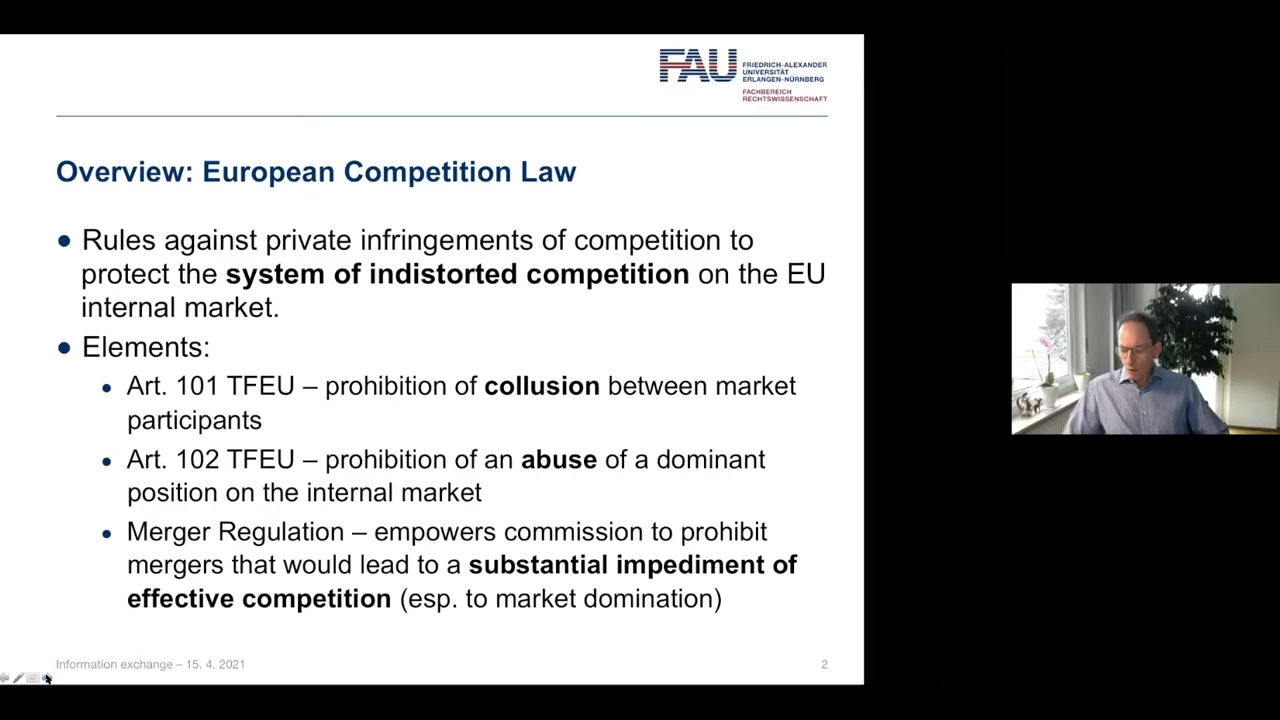 FAU
FRIEDRICH-ALEXANDER
UNIVERSITÄT
ERLANGEN-NÜRNBERG
FACHBEREICH
RECHTSWISSENSCHAFT
Overview: European Competition Law
● Rules against private infringements of competition to
protect the system of indistorted competition on the EU
internal market.
● Elements:
• Art. 101 TFEU – prohibition of collusion between market
participants
• Art. 102 TFEU – prohibition of an abuse of a dominant
position on the internal market
• Merger Regulation – empowers commission to prohibit
mergers that would lead to a substantial impediment of
effective competition (esp. to market domination)
Information exchange – 15. 4. 2021
2